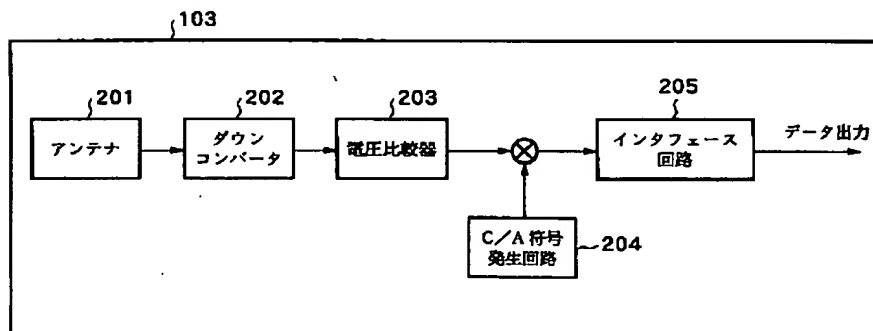 103
201
202
203
205
アンテナ
ダウン
コンバータ
電圧比較器
インタフェース
回路
データ出力
C/A 符号
発生回路
204